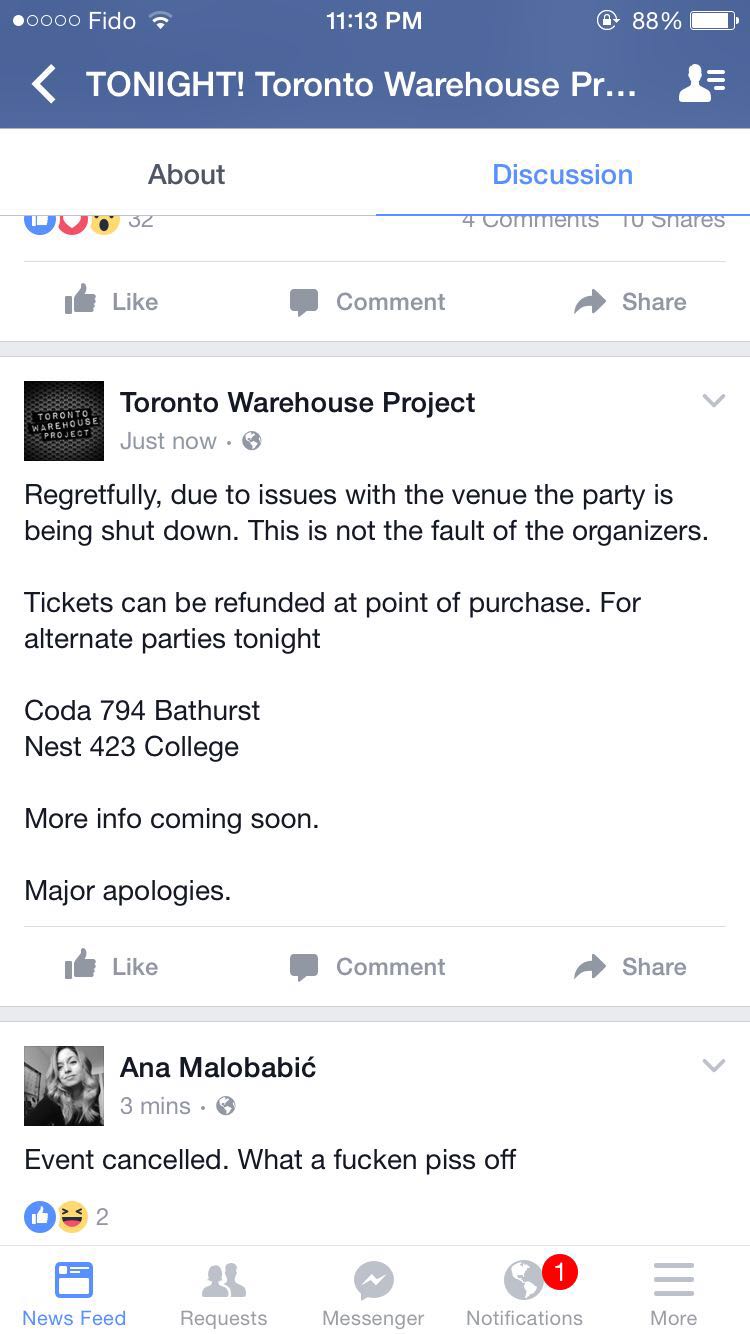 Fido 11:13 PM 88%
TONIGHT! Toronto Warehouse Pr...
About Discussion
32 4 Comments 10 Shares
Like Comment Share
TORONTO
WAREHOUSE
PROJECT
Toronto Warehouse Project
Just now ·
Regretfully, due to issues with the venue the party is
being shut down. This is not the fault of the organizers.
Tickets can be refunded at point of purchase. For
alternate parties tonight
Coda 794 Bathurst
Nest 423 College
More info coming soon.
Major apologies.
Like Comment Share
Ana Malobabić
3 mins ·
Event cancelled. What a fucken piss off
2
1
News Feed Requests Messenger Notifications More